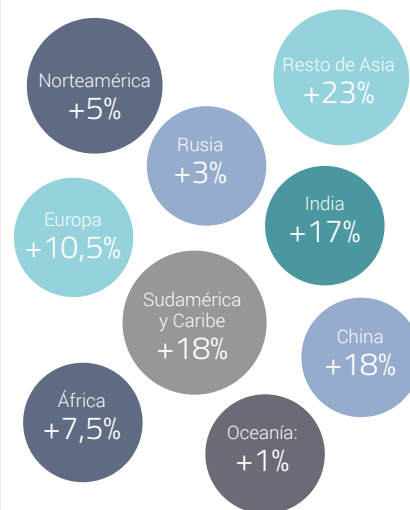 Norteamérica
+5%
Resto de Asia
+23%
Rusia
+3%
Europa
+10,5%
India
+17%
Sudamérica
y Caribe
+18%
China
+18%
África
+7,5%
Oceanía:
+1%